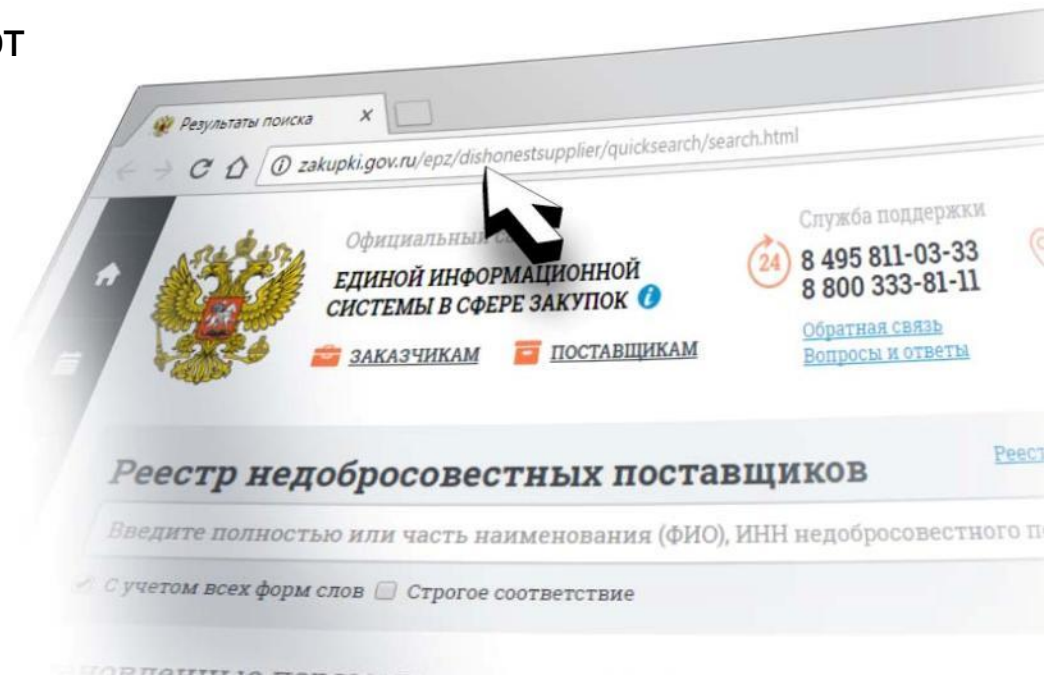 от
Результаты поиска
zakupki.gov.ru/epz/dishonestsupplier/quicksearch/search.html
Официальный
ЕДИНОЙ ИНФОРМАЦИОННОЙ
СИСТЕМЫ В СФЕРЕ ЗАКУПОК
ЗАКАЗЧИКАМ ПОСТАВЩИКАМ
Служба поддержки
24
8 495 811-03-33
8 800 333-81-11
Обратная связь
Вопросы и ответы
Реестр недобросовестных поставщиков
Введите полностью или часть наименования (ФИО), ИНН недобросовестного
С учетом всех форм слов Строгое соответствие